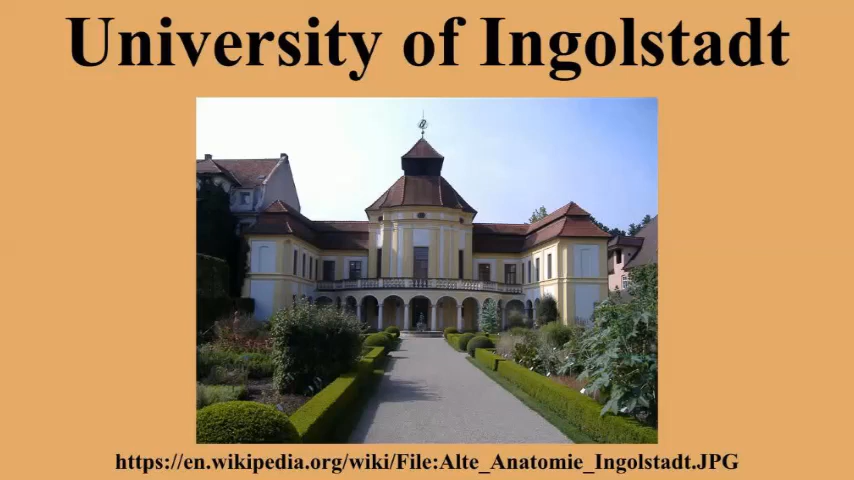 University of Ingolstadt
https://en.wikipedia.org/wiki/File:Alte_Anatomie_Ingolstadt.JPG